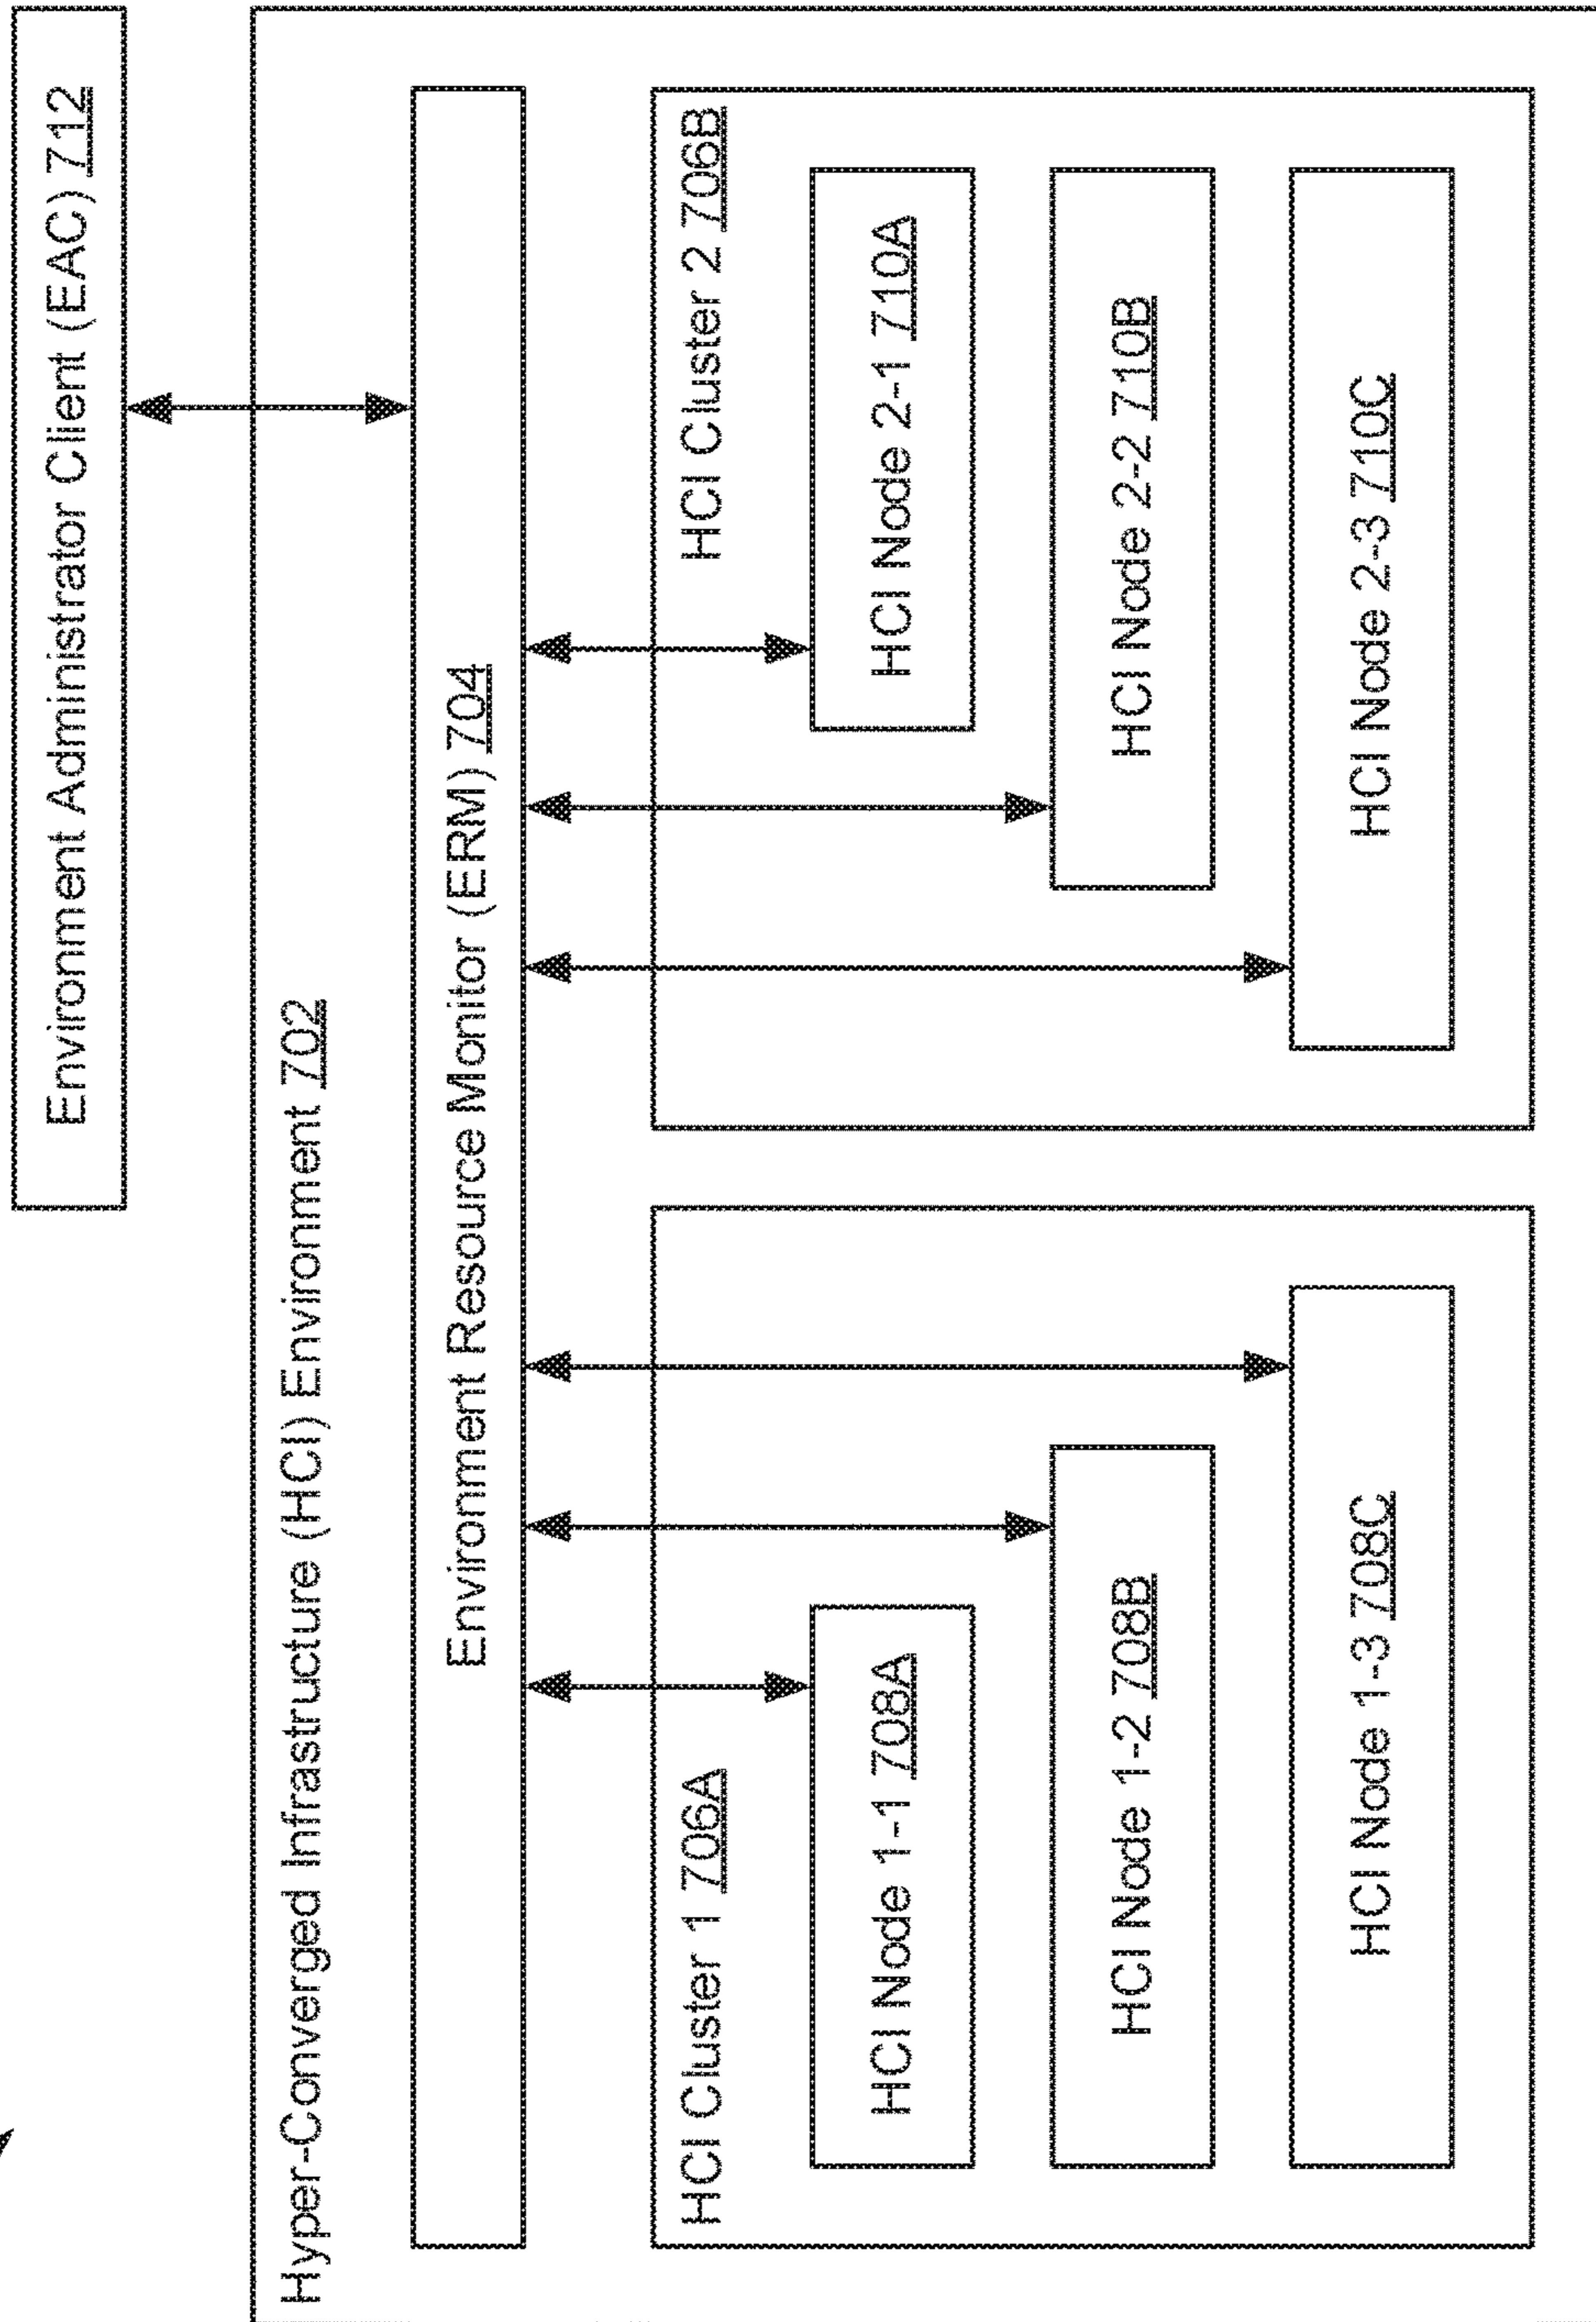 Environment Administrator Client (EAC) 712
Hyper-Converged Infrastructure (HCI) Environment 702
Environment Resource Monitor (ERM) 704
HCI Cluster 1 706A
HCI Node 1-1 708A
HCI Node 1-2 708B
HCI Node 1-3 708C
HCI Cluster 2 706B
HCI Node 2-1 710A
HCI Node 2-2 710B
HCI Node 2-3 710C